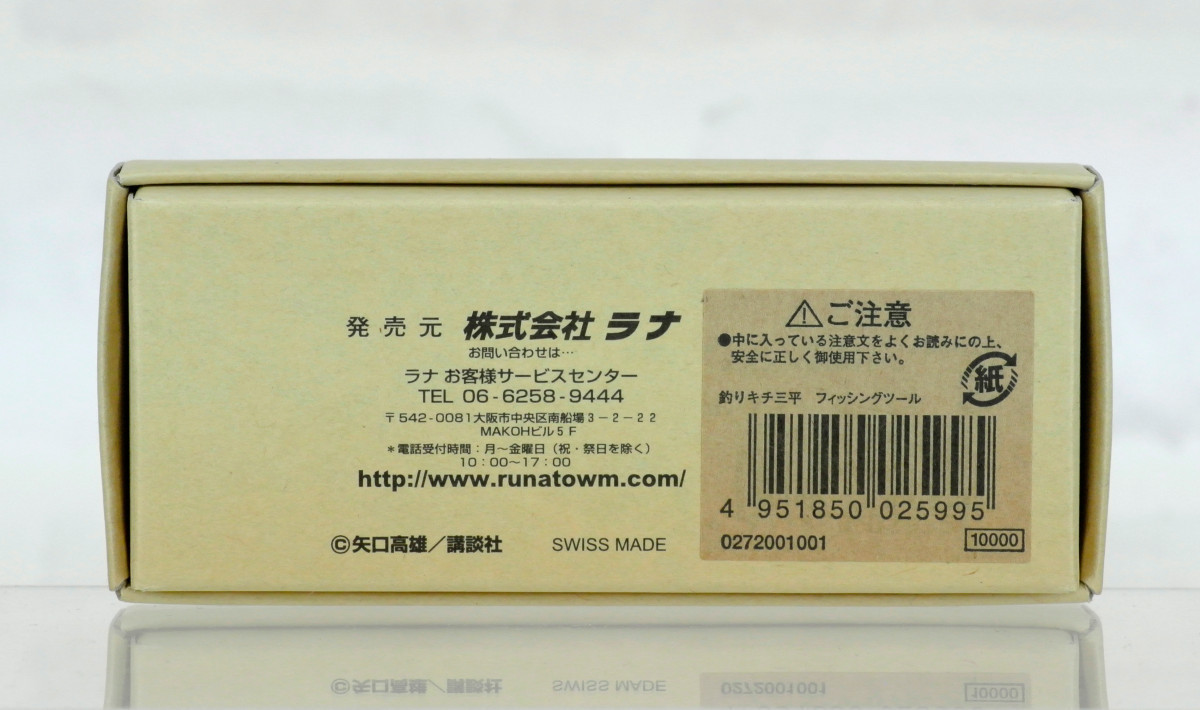 発売元 株式会社 ラナ
お問い合わせは…
ラナ お客様サービスセンター
TEL 06-6258-9444
〒542-0081大阪市中央区南船場3-2-22
MAKOHビル5F
*電話受付時間:月~金曜日(祝・祭日を除く)
10:00~17:00
http://www.runatowm.com/
©矢口高雄/講談社 SWISS MADE
⚠ご注意
●中に入っている注意文をよくお読みにの上、
安全に正しく御使用下さい。
紙
釣りキチ三平 フィッシングツール
4 951850 025995
0272001001 10000